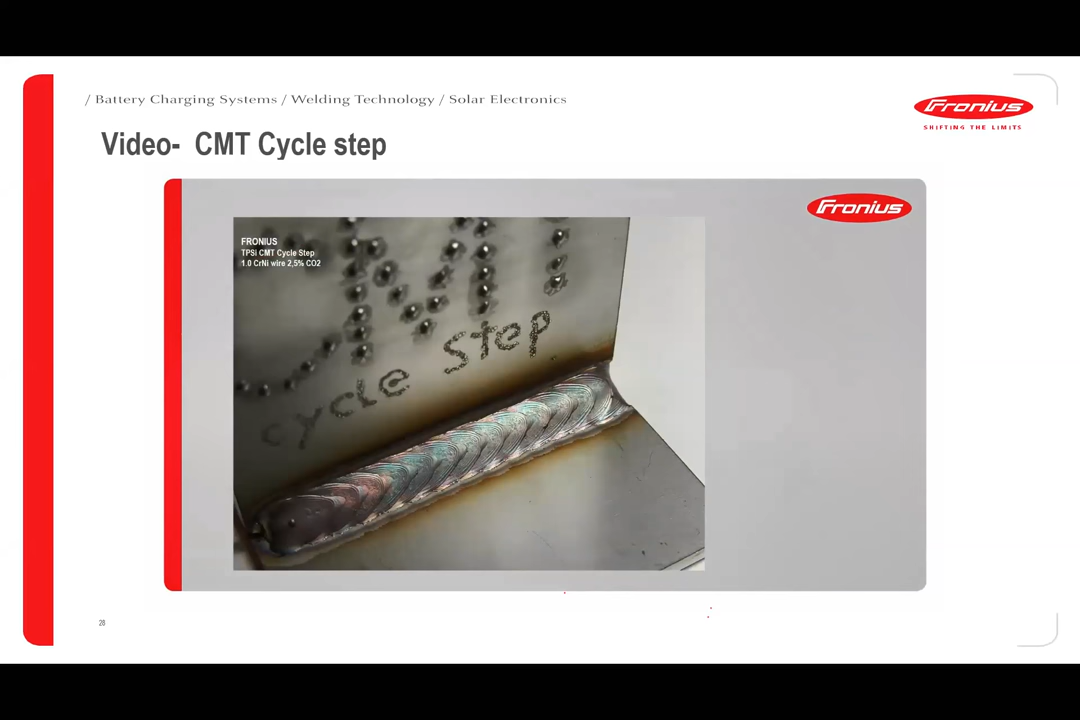 / Battery Charging Systems / Welding Technology / Solar Electronics
Fronius
SHIFTING THE LIMITS
Video- CMT Cycle step
Fronius
FRONIUS
TPSi CMT Cycle Step
1.0 CrNi wire 2,5% CO2
cycle Step
28